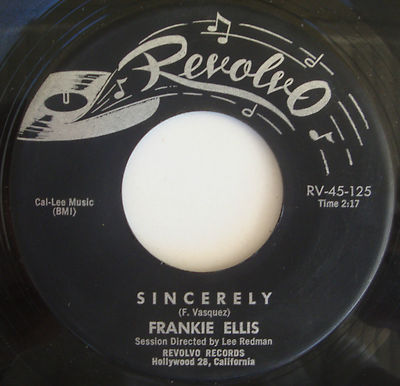 Revolvo
Cal-Lee Music
(BMI)
RV-45-125
Time 2:17
SINCERELY
(F. Vasquez)
FRANKIE ELLIS
Session Directed by Lee Redman
REVOLVO RECORDS
Hollywood 28, California